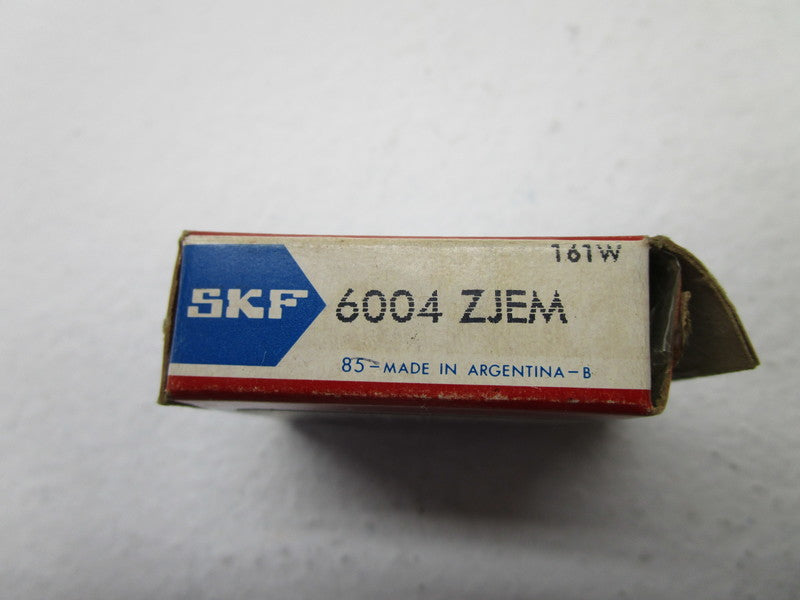 161W
SKF 6004 ZJEM
85-MADE IN ARGENTINA-B